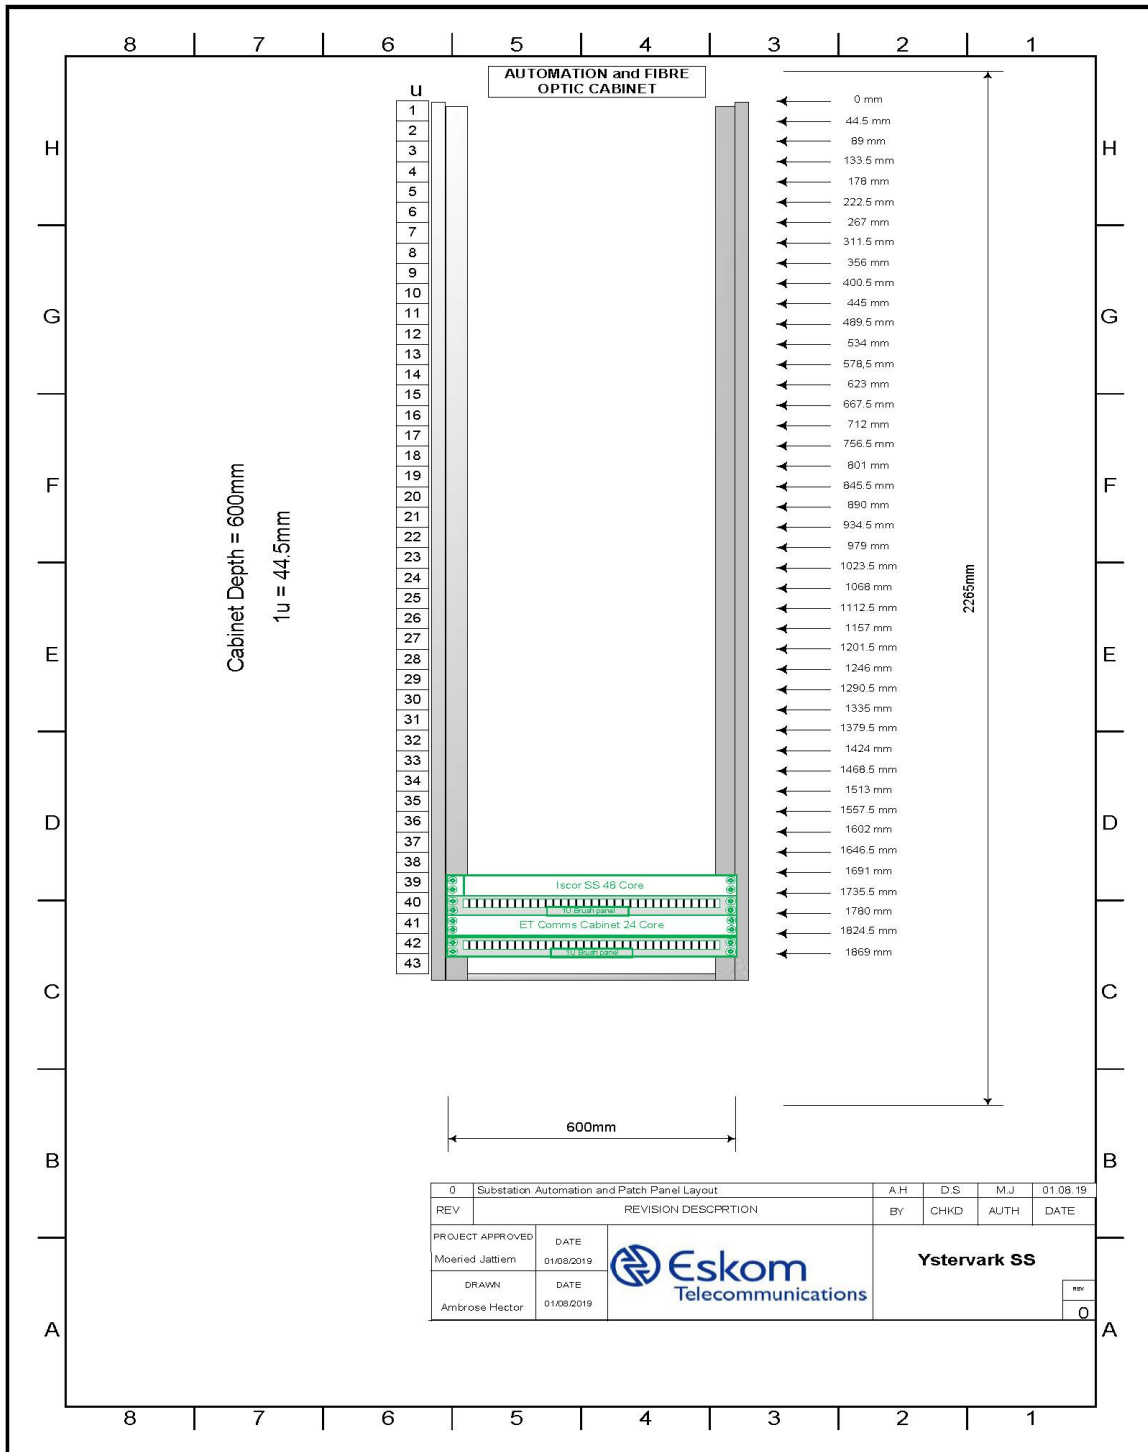 8 7 6 5 4 3 2 1
AUTOMATION and FIBRE
OPTIC CABINET
u
1
2
3
4
5
6
7
8
9
10
11
12
13
14
15
16
17
18
19
20
21
22
23
24
25
26
27
28
29
30
31
32
33
34
35
36
37
38
39
40
41
42
43
0 mm
44.5 mm
89 mm
133.5 mm
178 mm
222.5 mm
267 mm
311.5 mm
356 mm
400.5 mm
445 mm
489.5 mm
534 mm
578,5 mm
623 mm
667.5 mm
712 mm
756.5 mm
801 mm
845.5 mm
890 mm
934.5 mm
979 mm
1023.5 mm
1068 mm
1112.5 mm
1157 mm
1201.5 mm
1246 mm
1290.5 mm
1335 mm
1379.5 mm
1424 mm
1468.5 mm
1513 mm
1557.5 mm
1602 mm
1646.5 mm
1691 mm
1735.5 mm
1780 mm
1824.5 mm
1869 mm
2265mm
Cabinet Depth = 600mm
1u = 44.5mm
Iscor SS 48 Core
1U Brush panel
ET Comms Cabinet 24 Core
1U Brush panel
600mm
H H
G G
F F
E E
D D
C C
B B
A A
0 Substation Automation and Patch Panel Layout A.H D.S M.J 01.08.19
REV REVISION DESCPRTION BY CHKD AUTH DATE
PROJECT APPROVED DATE
Moeried Jattiem 01/08/2019
DRAWN DATE
Ambrose Hector 01/08/2019
Eskom
Telecommunications
Ystervark SS
REV
0
8 7 6 5 4 3 2 1